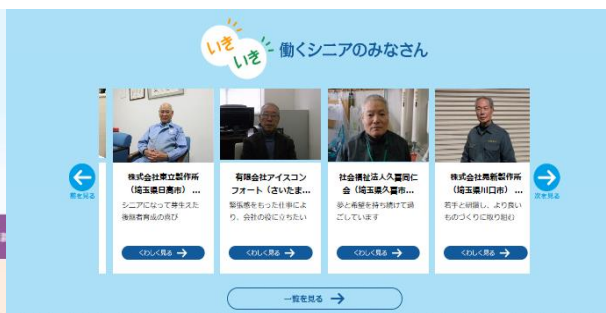 いき
いき
働くシニアのみなさん
株式会社東立製作所
（埼玉県日高市） ...
シニアになって芽生えた
後継者育成の喜び
くわしく見る →
有限会社アイスコン
フォート（さいたま...
緊張感をもった仕事によ
り、会社の役に立ちたい
くわしく見る →
社会福祉法人久喜同仁
会（埼玉県久喜市...
夢と希望を持ち続けて過
ごしています
くわしく見る →
株式会社〇新製作所
（埼玉県川口市） ...
若手と研鑽し、より良い
ものづくりに取り組む
くわしく見る →
前を見る
次を見る
一覧を見る →